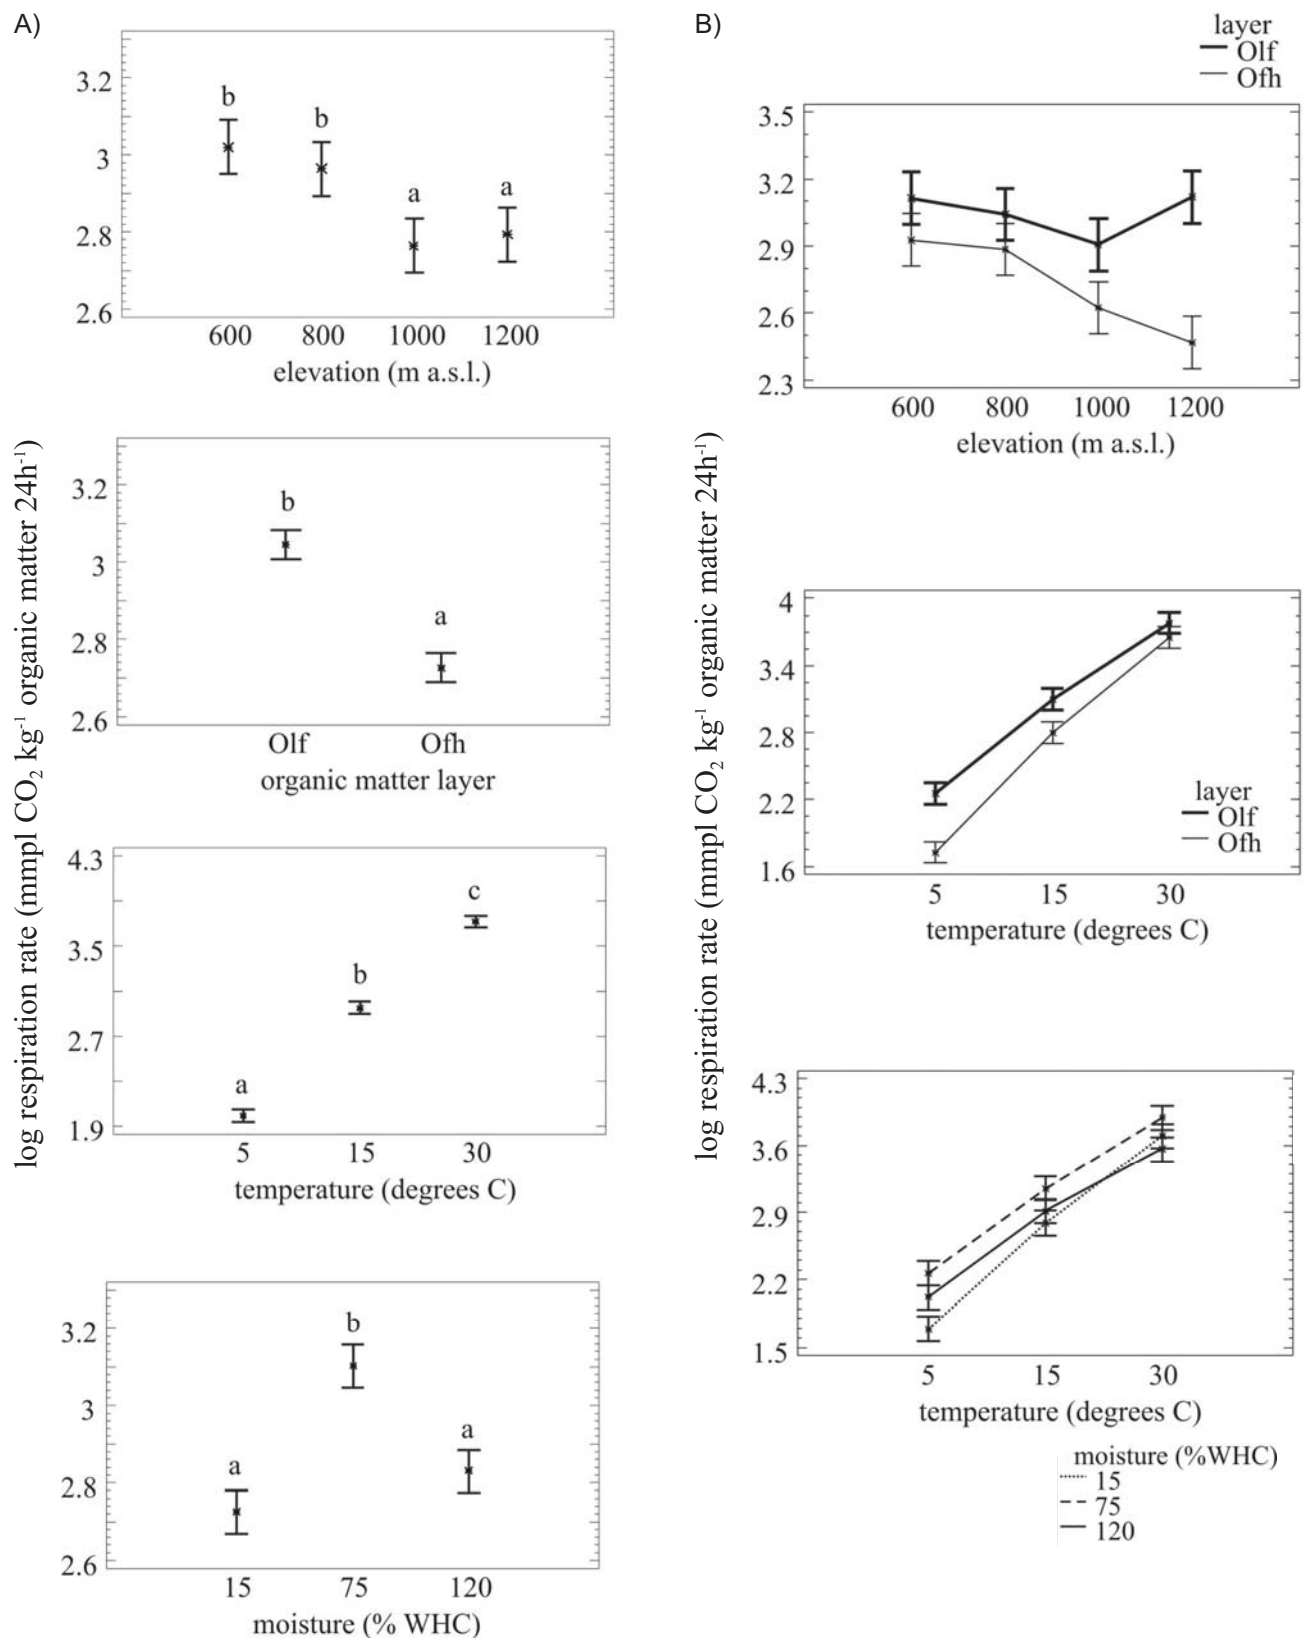 A)
log respiration rate (mmpl CO₂ kg⁻¹ organic matter 24h⁻¹)
3.2
3
2.8
2.6
b
b
a
a
600 800 1000 1200
elevation (m a.s.l.)
3.2
3
2.8
2.6
b
a
Olf Ofh
organic matter layer
4.3
3.5
2.7
1.9
a
b
c
5 15 30
temperature (degrees C)
3.2
3
2.8
2.6
a
b
a
15 75 120
moisture (% WHC)
B)
log respiration rate (mmpl CO₂ kg⁻¹ organic matter 24h⁻¹)
layer
Olf
Ofh
3.5
3.2
2.9
2.6
2.3
600 800 1000 1200
elevation (m a.s.l.)
4
3.4
2.8
2.2
1.6
layer
Olf
Ofh
5 15 30
temperature (degrees C)
4.3
3.6
2.9
2.2
1.5
5 15 30
temperature (degrees C)
moisture (%WHC)
15
75
120